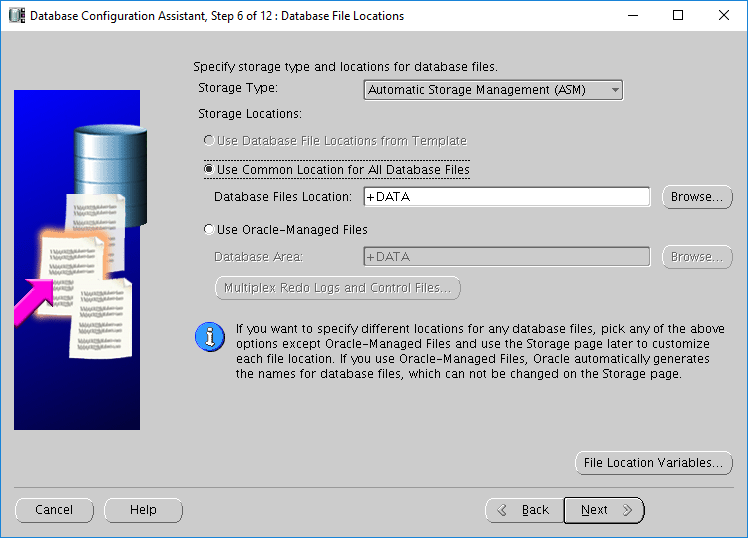 Database Configuration Assistant, Step 6 of 12 : Database File Locations
Specify storage type and locations for database files.
Storage Type: Automatic Storage Management (ASM)
Storage Locations:
Use Database File Locations from Template
Use Common Location for All Database Files
Database Files Location: +DATA Browse...
Use Oracle-Managed Files
Database Area: +DATA Browse...
Multiplex Redo Logs and Control Files...
If you want to specify different locations for any database files, pick any of the above
options except Oracle-Managed Files and use the Storage page later to customize
each file location. If you use Oracle-Managed Files, Oracle automatically generates
the names for database files, which can not be changed on the Storage page.
File Location Variables...
Cancel Help Back Next